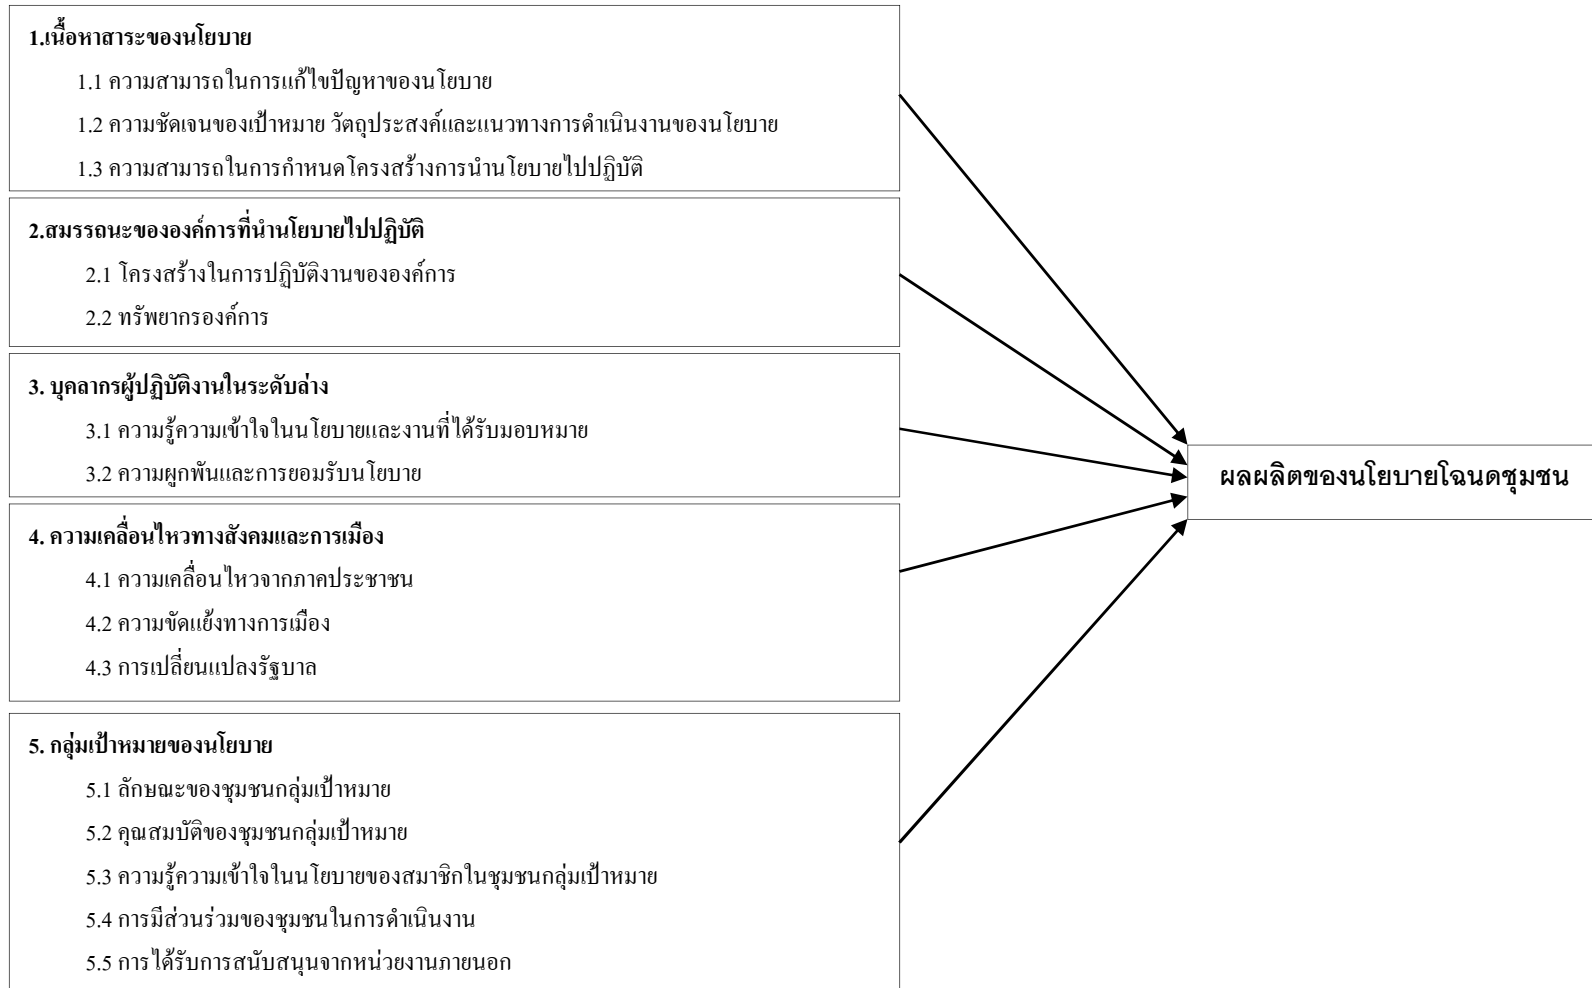 1.เนื้อหาสาระของนโยบาย
1.1 ความสามารถในการแก้ไขปัญหาของนโยบาย
1.2 ความชัดเจนของเป้าหมาย วัตถุประสงค์และแนวทางการดำเนินงานของนโยบาย
1.3 ความสามารถในการกำหนดโครงสร้างการนำนโยบายไปปฏิบัติ
2.สมรรถนะขององค์การที่นำนโยบายไปปฏิบัติ
2.1 โครงสร้างในการปฏิบัติงานขององค์การ
2.2 ทรัพยากรองค์การ
3. บุคลากรผู้ปฏิบัติงานในระดับล่าง
3.1 ความรู้ความเข้าใจในนโยบายและงานที่ได้รับมอบหมาย
3.2 ความผูกพันและการยอมรับนโยบาย
4. ความเคลื่อนไหวทางสังคมและการเมือง
4.1 ความเคลื่อนไหวจากภาคประชาชน
4.2 ความขัดแย้งทางการเมือง
4.3 การเปลี่ยนแปลงรัฐบาล
5. กลุ่มเป้าหมายของนโยบาย
5.1 ลักษณะของชุมชนกลุ่มเป้าหมาย
5.2 คุณสมบัติของชุมชนกลุ่มเป้าหมาย
5.3 ความรู้ความเข้าใจในนโยบายของสมาชิกในชุมชนกลุ่มเป้าหมาย
5.4 การมีส่วนร่วมของชุมชนในการดำเนินงาน
5.5 การได้รับการสนับสนุนจากหน่วยงานภายนอก
ผลผลิตของนโยบายโฉนดชุมชน